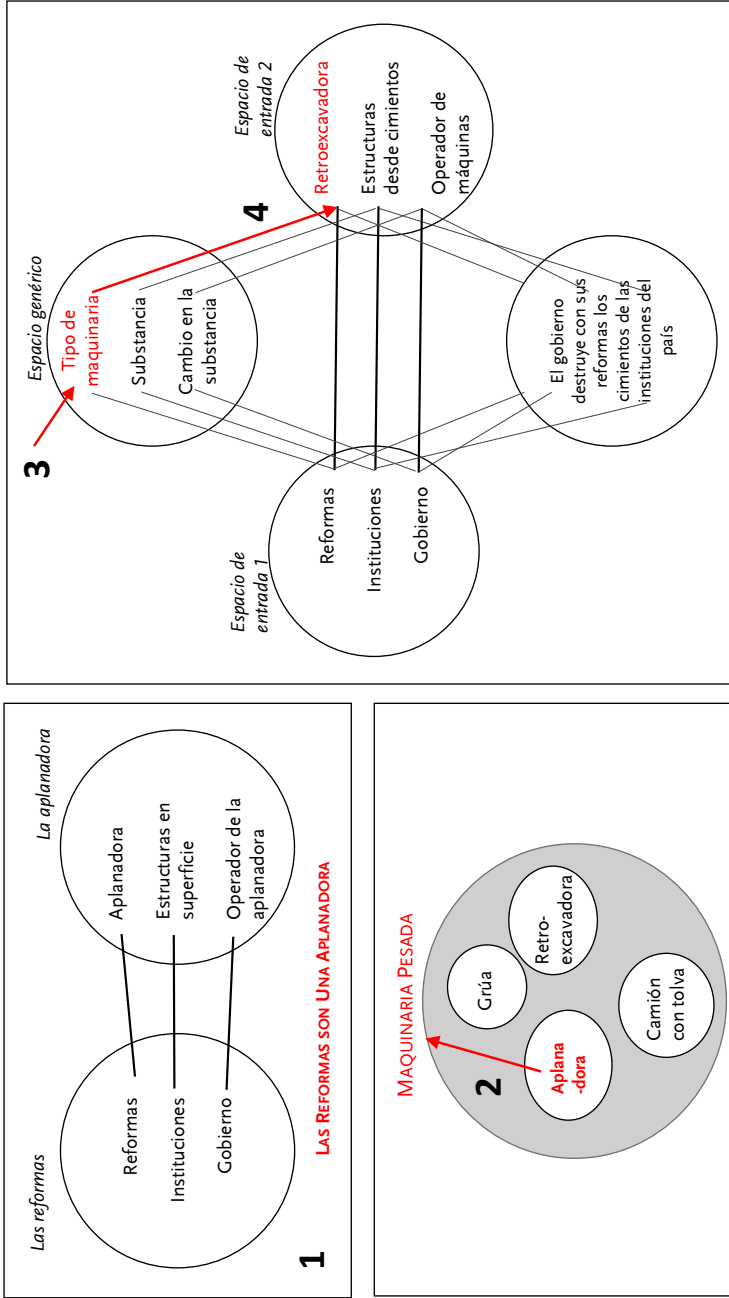 Las reformas
La aplanadora
Reformas
Instituciones
Gobierno
Aplanadora
Estructuras en
superficie
Operador de la
aplanadora
1
LAS REFORMAS SON UNA APLANADORA
MAQUINARIA PESADA
2
Grúa
Retro-
excavadora
Aplana
-dora
Camión
con tolva
3
Espacio genérico
Tipo de
maquinaria
Substancia
Cambio en la
substancia
4
Espacio de
entrada 1
Reformas
Instituciones
Gobierno
Espacio de
entrada 2
Retroexcavadora
Estructuras
desde cimientos
Operador de
máquinas
El gobierno
destruye con sus
reformas los
cimientos de las
instituciones del
país